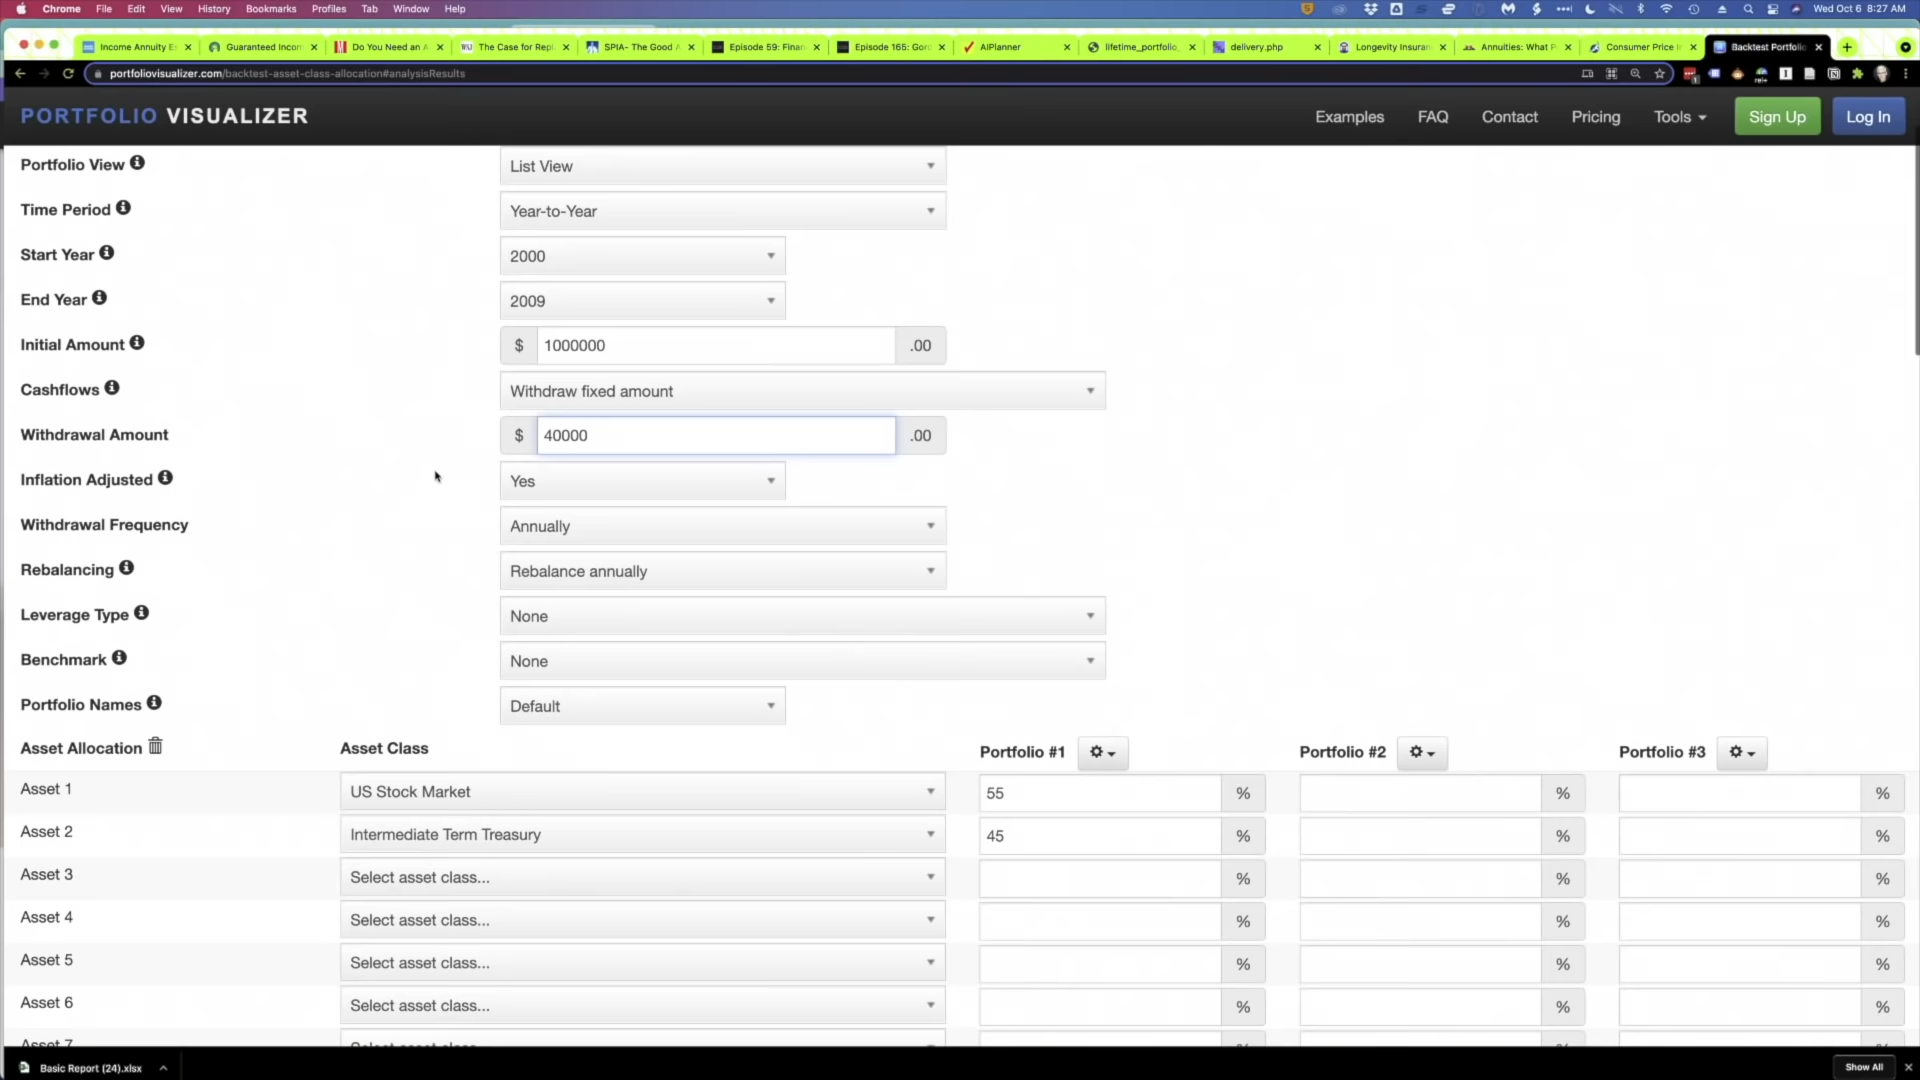 Chrome File Edit View History Bookmarks Profiles Tab Window Help Wed Oct 6 8:27 AM
Income Annuity Es Guaranteed Incom Do You Need an A The Case for Repl SPIA- The Good A Episode 59: Finan Episode 165: Gor AIPlanner lifetime_portfolio_ delivery.php Longevity Insuran Annuities: What P Consumer Price I Backtest Portfolio
portfoliovisualizer.com/backtest-asset-class-allocation#analysisResults
PORTFOLIO VISUALIZER Examples FAQ Contact Pricing Tools Sign Up Log In
Portfolio View List View
Time Period Year-to-Year
Start Year 2000
End Year 2009
Initial Amount $ 1000000 .00
Cashflows Withdraw fixed amount
Withdrawal Amount $ 40000 .00
Inflation Adjusted Yes
Withdrawal Frequency Annually
Rebalancing Rebalance annually
Leverage Type None
Benchmark None
Portfolio Names Default
Asset Allocation Asset Class Portfolio #1 Portfolio #2 Portfolio #3
Asset 1 US Stock Market 55 % % %
Asset 2 Intermediate Term Treasury 45 % % %
Asset 3 Select asset class... % % %
Asset 4 Select asset class... % % %
Asset 5 Select asset class... % % %
Asset 6 Select asset class... % % %
Asset 7 Select asset class... % % %
Basic Report (24).xlsx Show All